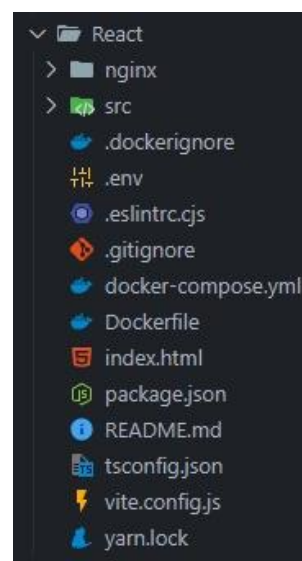 React
nginx
src
.dockerignore
.env
.eslintrc.cjs
.gitignore
docker-compose.yml
Dockerfile
index.html
package.json
README.md
tsconfig.json
vite.config.js
yarn.lock